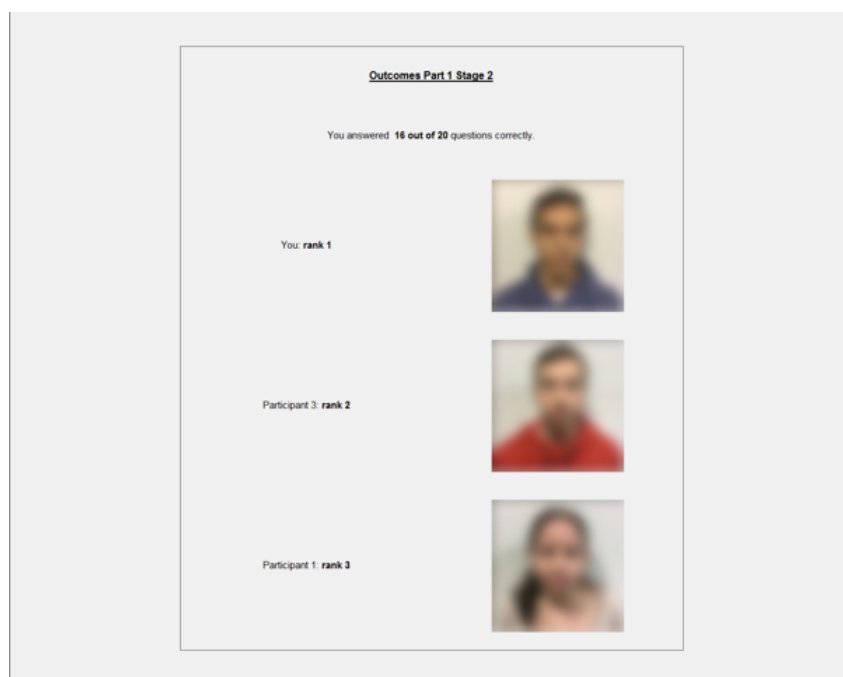 Outcomes Part 1 Stage 2
You answered 16 out of 20 questions correctly.
You: rank 1
Participant 3: rank 2
Participant 1: rank 3